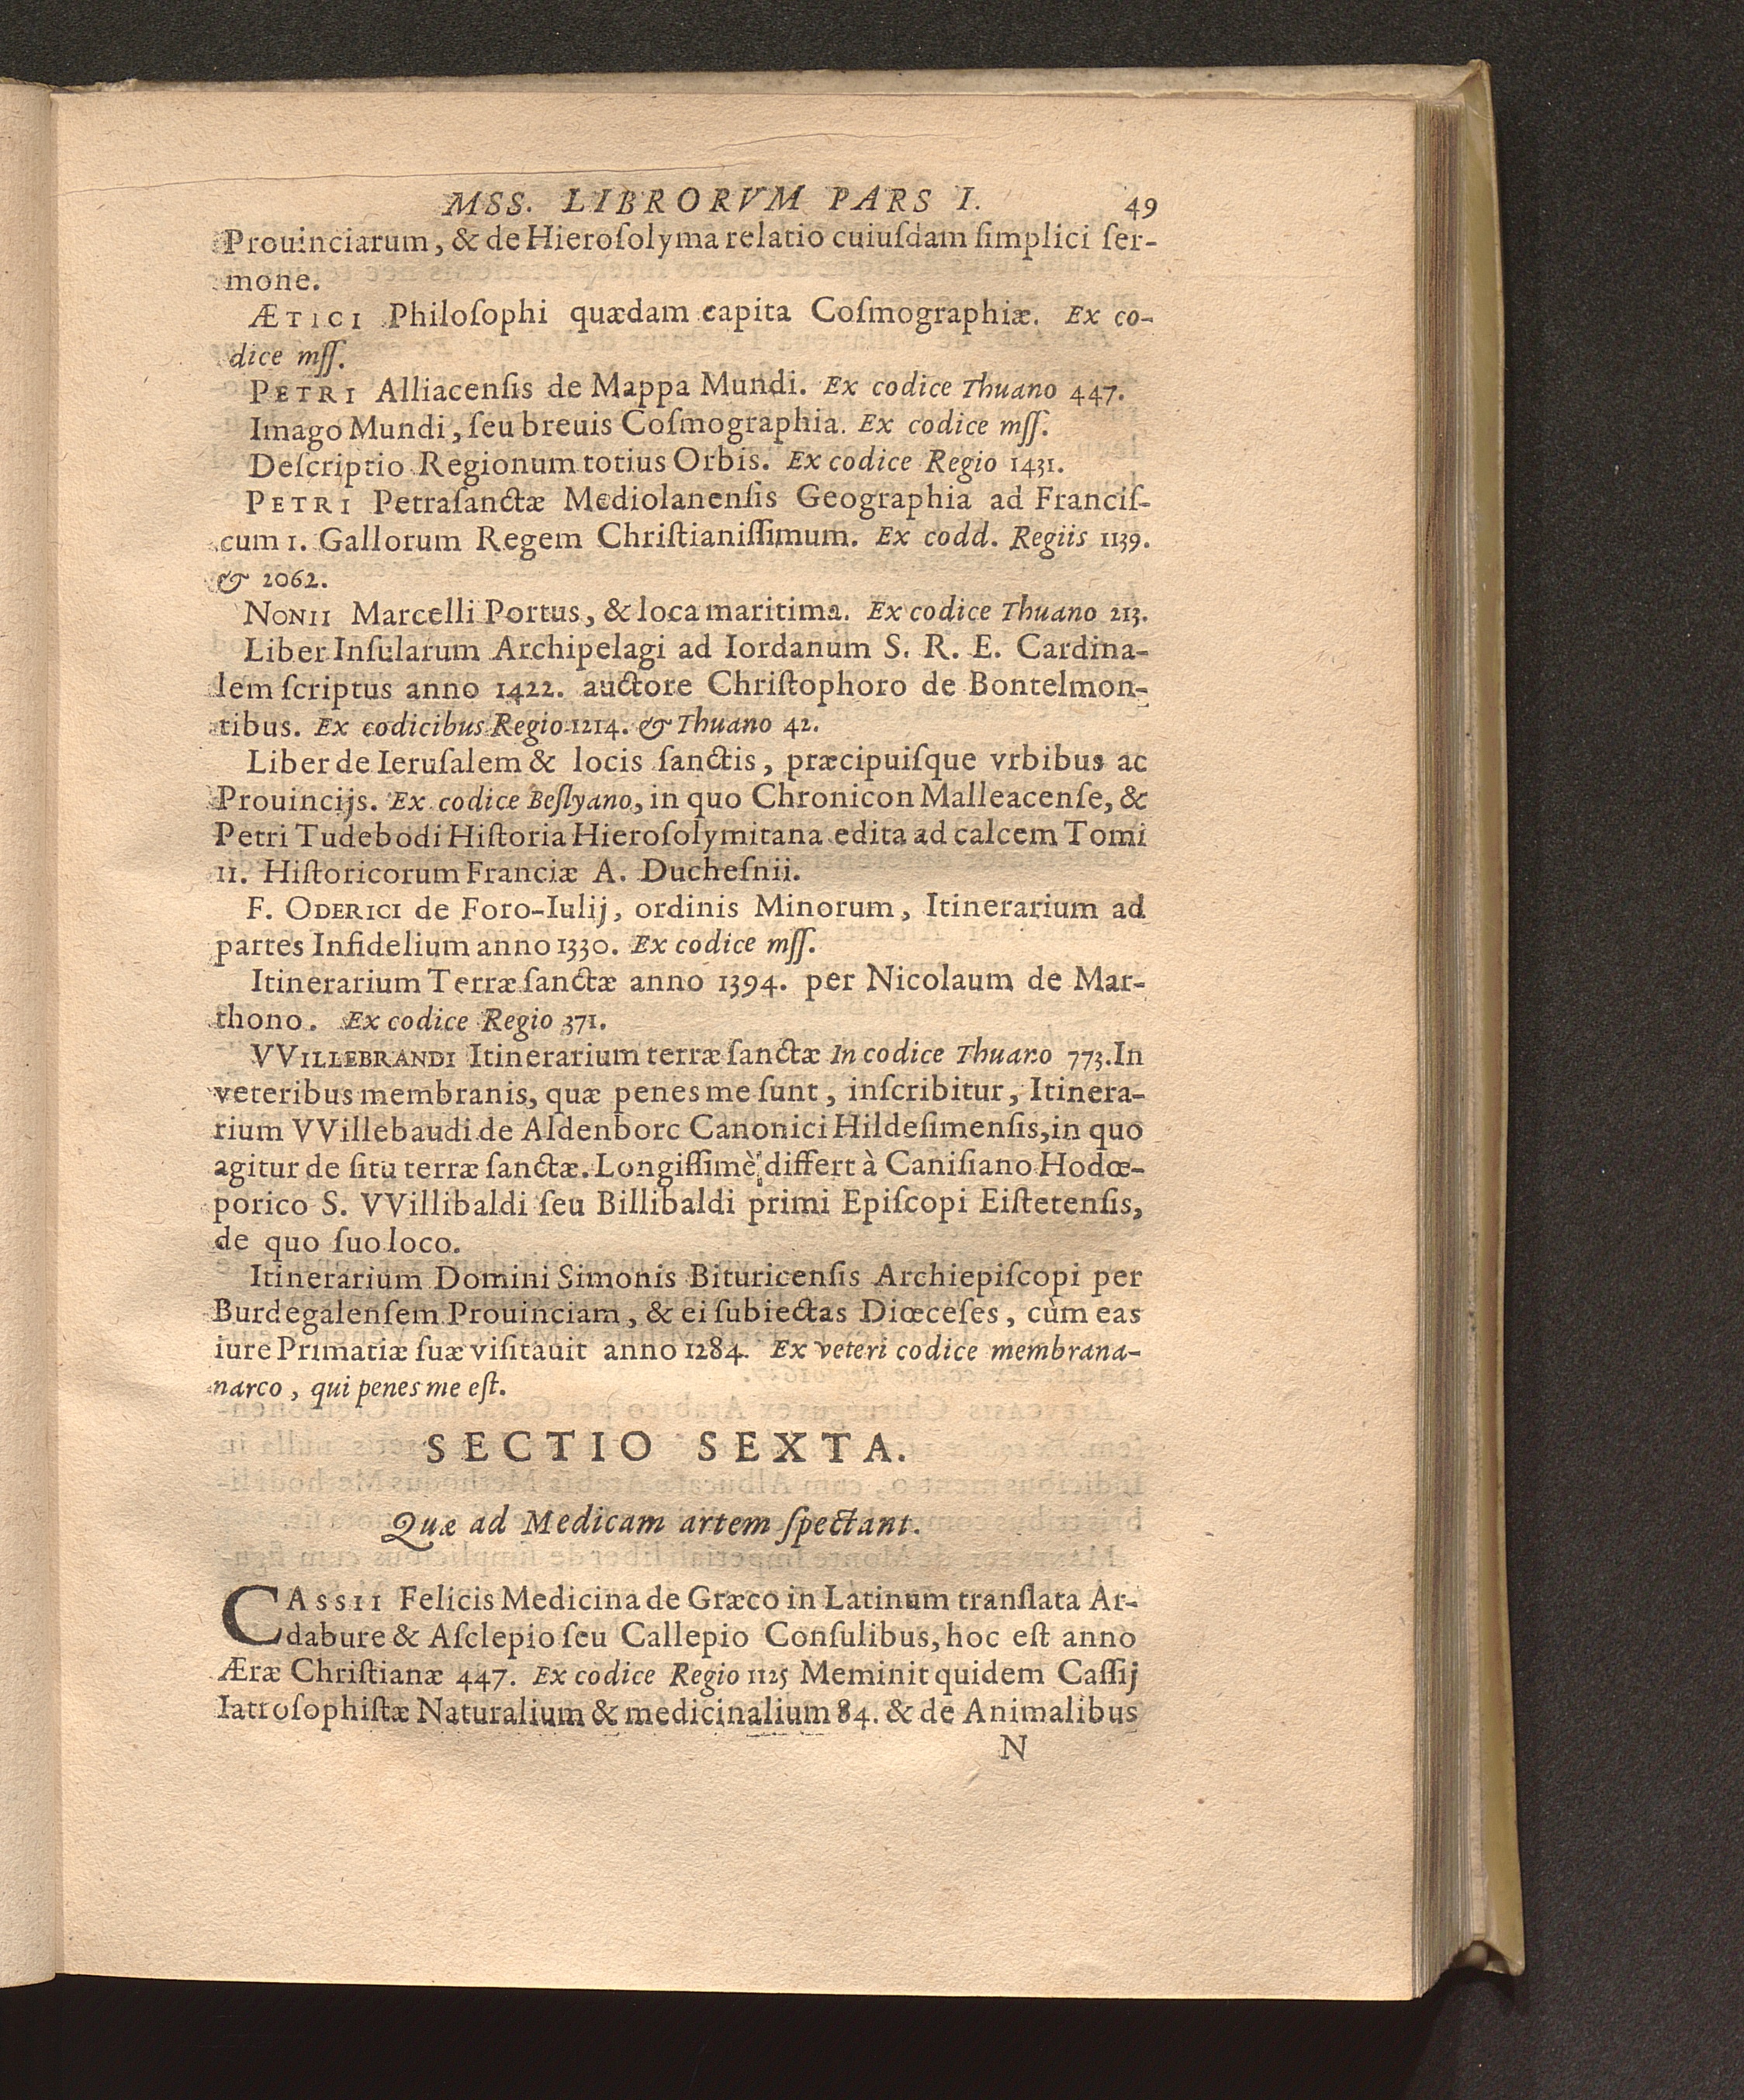 MSS. LIBRORVM PARS I. 49
Prouinciarum, & de Hieroſolyma relatio cuiuſdam ſimplici ſer-
mone.
ÆTICI Philoſophi quædam capita Coſmographiæ. Ex co-
dice mſſ.
PETRI Alliacenſis de Mappa Mundi. Ex codice Thuano 447.
Imago Mundi, ſeu breuis Coſmographia. Ex codice mſſ.
Deſcriptio Regionum totius Orbis. Ex codice Regio 1431.
PETRI Petraſanctæ Mediolanenſis Geographia ad Franciſ-
cum 1. Gallorum Regem Chriſtianiſſimum. Ex codd. Regiis 1139.
& 2062.
NONII Marcelli Portus, & loca maritima. Ex codice Thuano 213.
Liber Inſularum Archipelagi ad Iordanum S. R. E. Cardina-
lem ſcriptus anno 1422. auctore Chriſtophoro de Bontelmon-
tibus. Ex codicibus Regio 1214. & Thuano 42.
Liber de Ieruſalem & locis ſanctis, præcipuiſque vrbibus ac
Prouincijs. Ex codice Beſlyano, in quo Chronicon Malleacenſe, &
Petri Tudebodi Hiſtoria Hieroſolymitana edita ad calcem Tomi
II. Hiſtoricorum Franciæ A. Ducheſnii.
F. ODERICI de Foro-Iulij, ordinis Minorum, Itinerarium ad
partes Infidelium anno 1330. Ex codice mſſ.
Itinerarium Terræ ſanctæ anno 1394. per Nicolaum de Mar-
thono. Ex codice Regio 371.
VVILLEBRANDI Itinerarium terræ ſanctæ In codice Thuano 773. In
veteribus membranis, quæ penes me ſunt, inſcribitur, Itinera-
rium VVillebaudi de Aldenborc Canonici Hildeſimenſis, in quo
agitur de ſitu terræ ſanctæ. Longiſſimè differt à Caniſiano Hodœ-
porico S. VVillibaldi ſeu Billibaldi primi Epiſcopi Eiſtetenſis,
de quo ſuo loco.
Itinerarium Domini Simonis Bituricenſis Archiepiſcopi per
Burdegalenſem Prouinciam, & ei ſubiectas Diœceſes, cùm eas
iure Primatiæ ſuæ viſitauit anno 1284. Ex veteri codice membrana-
narco, qui penes me eſt.
SECTIO SEXTA.
Quæ ad Medicam artem ſpectant.
CASSII Felicis Medicina de Græco in Latinum tranſlata Ar-
dabure & Aſclepio ſeu Callepio Conſulibus, hoc eſt anno
Æræ Chriſtianæ 447. Ex codice Regio 1125 Meminit quidem Caſſij
Iatroſophiſtæ Naturalium & medicinalium 84. & de Animalibus
N